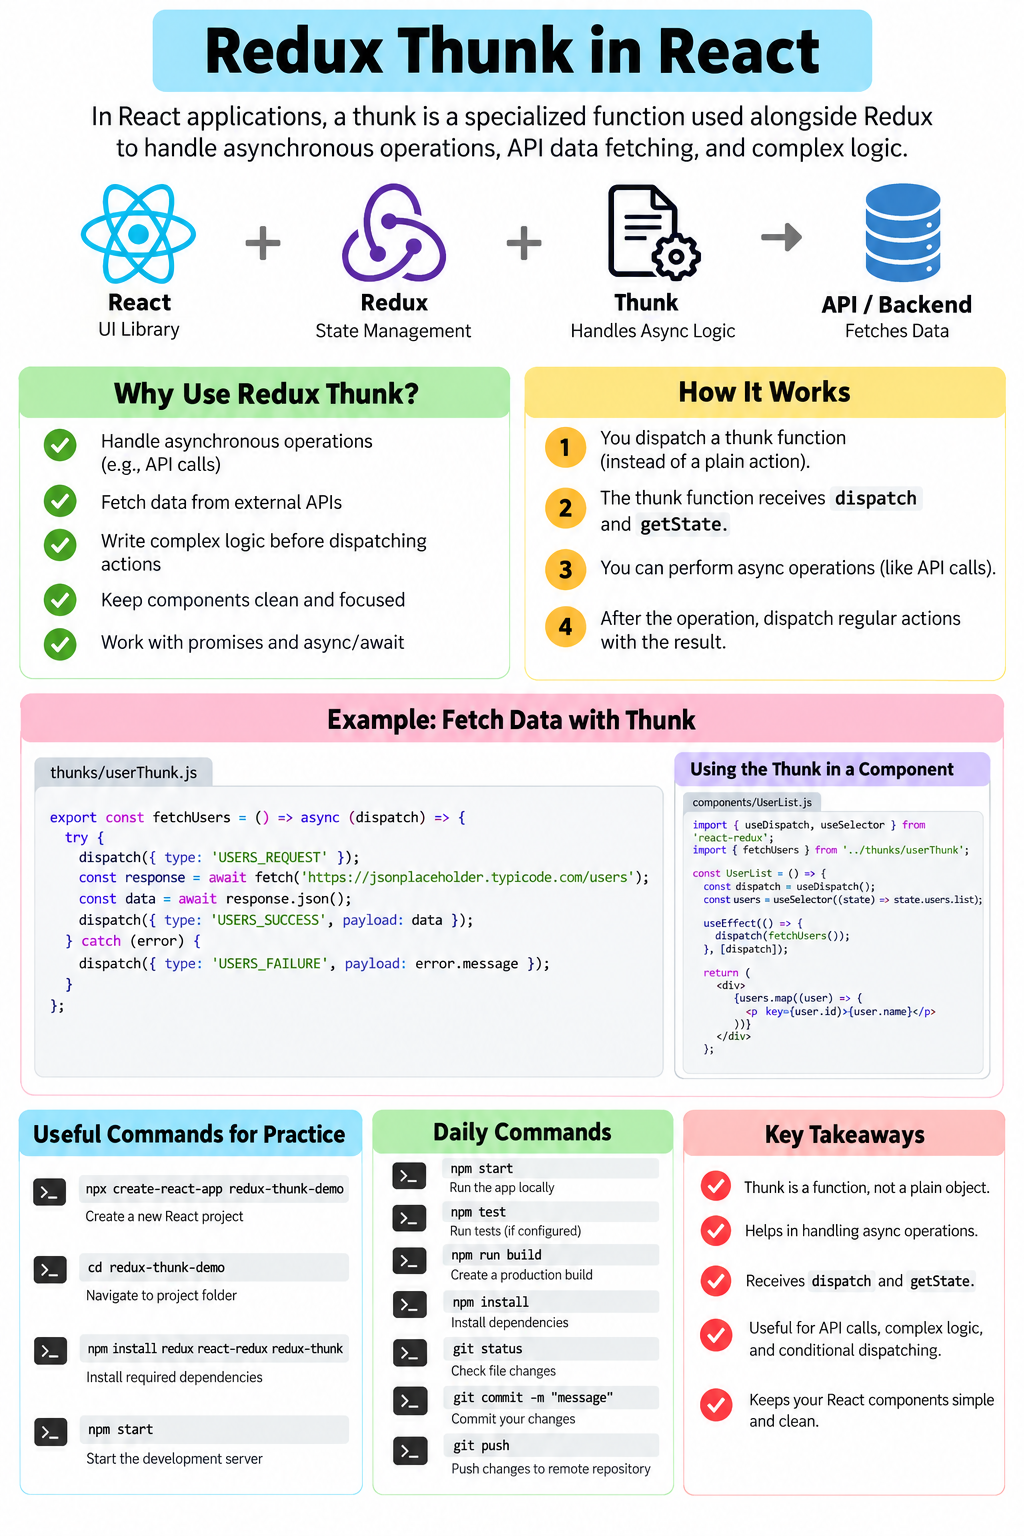 Redux Thunk in React
In React applications, a thunk is a specialized function used alongside Redux
to handle asynchronous operations, API data fetching, and complex logic.
React
UI Library
Redux
State Management
Thunk
Handles Async Logic
API / Backend
Fetches Data
Why Use Redux Thunk?
Handle asynchronous operations
(e.g., API calls)
Fetch data from external APIs
Write complex logic before dispatching
actions
Keep components clean and focused
Work with promises and async/await
How It Works
1 You dispatch a thunk function
(instead of a plain action).
2 The thunk function receives dispatch
and getState.
3 You can perform async operations (like API calls).
4 After the operation, dispatch regular actions
with the result.
Example: Fetch Data with Thunk
thunks/userThunk.js
export const fetchUsers = () => async (dispatch) => {
try {
dispatch({ type: 'USERS_REQUEST' });
const response = await fetch('https://jsonplaceholder.typicode.com/users');
const data = await response.json();
dispatch({ type: 'USERS_SUCCESS', payload: data });
} catch (error) {
dispatch({ type: 'USERS_FAILURE', payload: error.message });
}
};
Using the Thunk in a Component
components/UserList.js
import { useDispatch, useSelector } from
'react-redux';
import { fetchUsers } from '../thunks/userThunk';
const UserList = () => {
const dispatch = useDispatch();
const users = useSelector((state) => state.users.list);
useEffect(() => {
dispatch(fetchUsers());
}, [dispatch]);
return (
<div>
{users.map((user) => {
<p key={user.id)>{user.name}</p>
))}
</div>
);
Useful Commands for Practice
npx create-react-app redux-thunk-demo
Create a new React project
cd redux-thunk-demo
Navigate to project folder
npm install redux react-redux redux-thunk
Install required dependencies
npm start
Start the development server
Daily Commands
npm start
Run the app locally
npm test
Run tests (if configured)
npm run build
Create a production build
npm install
Install dependencies
git status
Check file changes
git commit -m "message"
Commit your changes
git push
Push changes to remote repository
Key Takeaways
Thunk is a function, not a plain object.
Helps in handling async operations.
Receives dispatch and getState.
Useful for API calls, complex logic,
and conditional dispatching.
Keeps your React components simple
and clean.